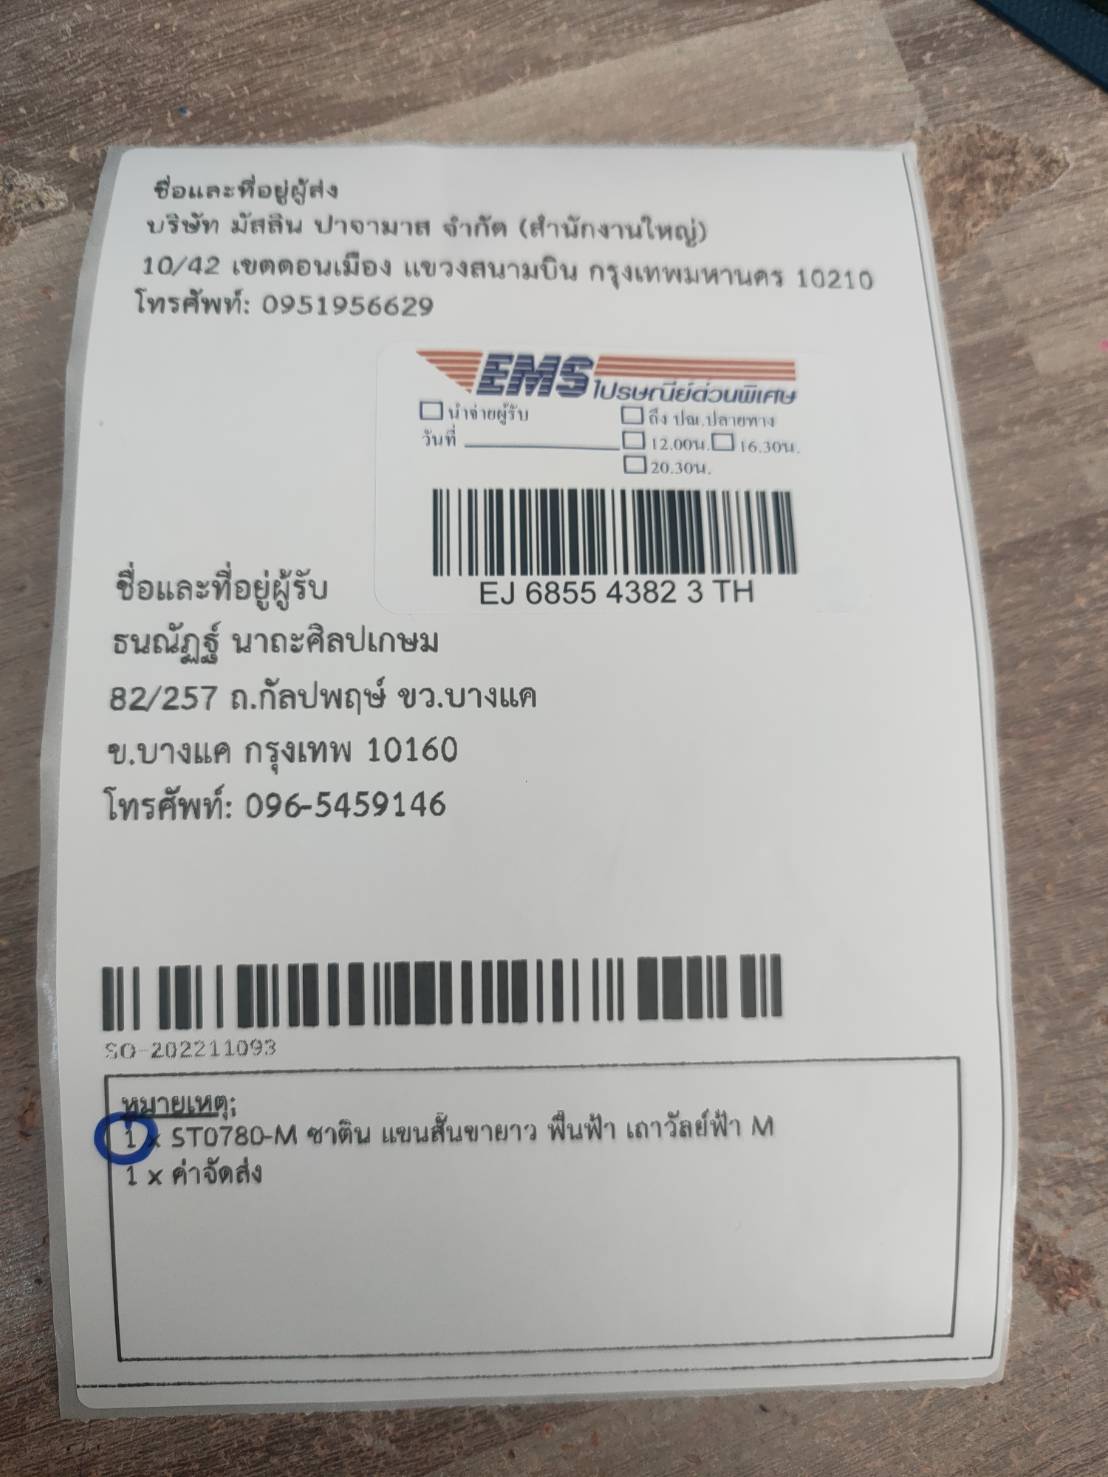 ชื่อและที่อยู่ผู้ส่ง
บริษัท มัสลิน ปาจามาส จำกัด (สำนักงานใหญ่)
10/42 เขตดอนเมือง แขวงสนามบิน กรุงเทพมหานคร 10210
โทรศัพท์: 0951956629
EMS ไปรษณีย์ด่วนพิเศษ
นำจ่ายผู้รับ
ถึง ปณ.ปลายทาง
วันที่
12.00น. 16.30น.
20.30น.
EJ 6855 4382 3 TH
ชื่อและที่อยู่ผู้รับ
ธนณัฏฐ์ นาถะศิลปเกษม
82/257 ถ.กัลปพฤษ์ ขว.บางแค
ข.บางแค กรุงเทพ 10160
โทรศัพท์: 096-5459146
SO-202211093
หมายเหตุ:
1 x ST0780-M ซาติน แขนสั้นขายาว พื้นฟ้า เถาวัลย์ฟ้า M
1 x ค่าจัดส่ง